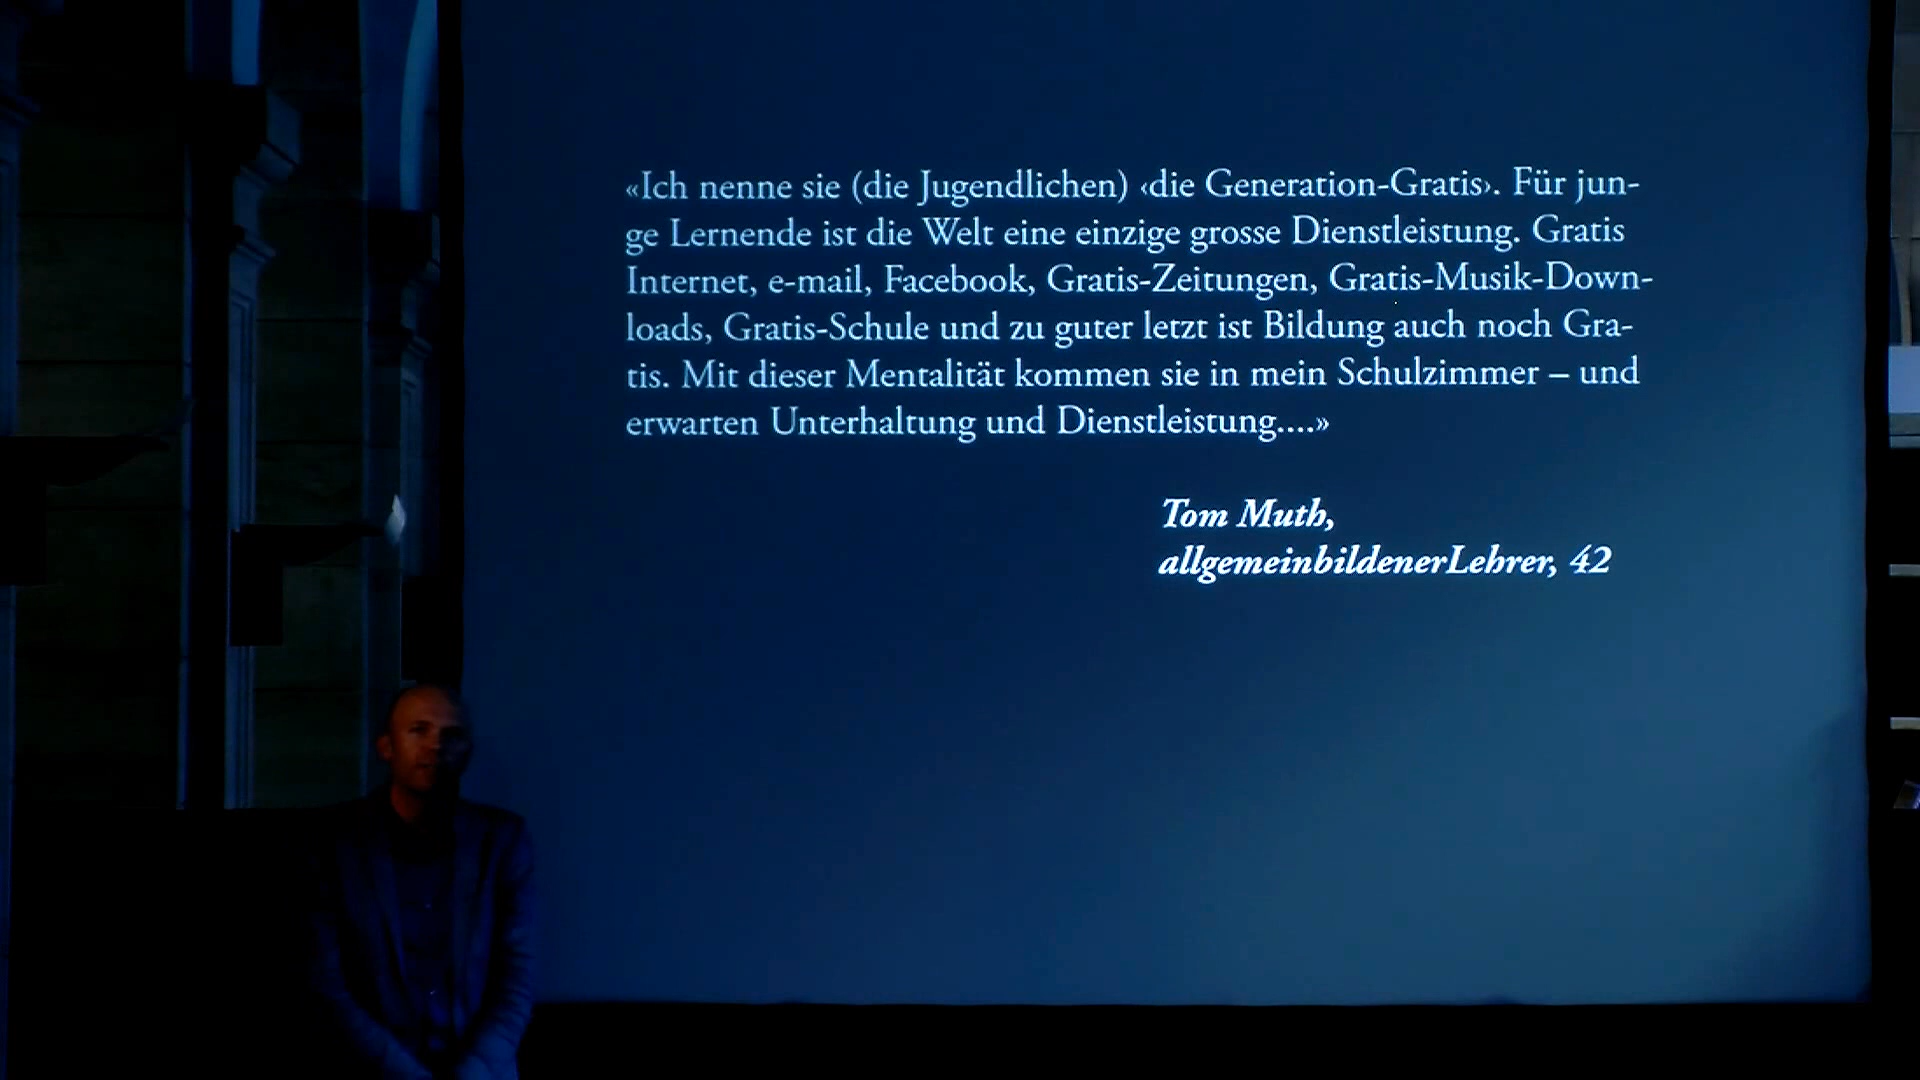 «Ich nenne sie (die Jugendlichen) ‹die Generation-Gratis›. Für jun-
ge Lernende ist die Welt eine einzige grosse Dienstleistung. Gratis
Internet, e-mail, Facebook, Gratis-Zeitungen, Gratis-Musik-Down-
loads, Gratis-Schule und zu guter letzt ist Bildung auch noch Gra-
tis. Mit dieser Mentalität kommen sie in mein Schulzimmer – und
erwarten Unterhaltung und Dienstleistung....»
Tom Muth,
allgemeinbildenerLehrer, 42